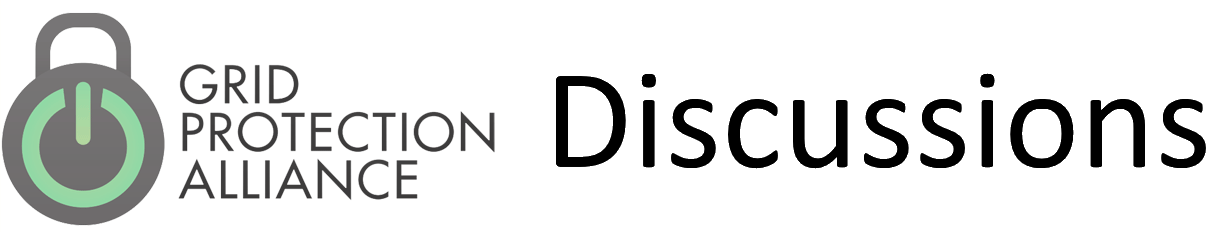 GRID
PROTECTION
ALLIANCE
Discussions